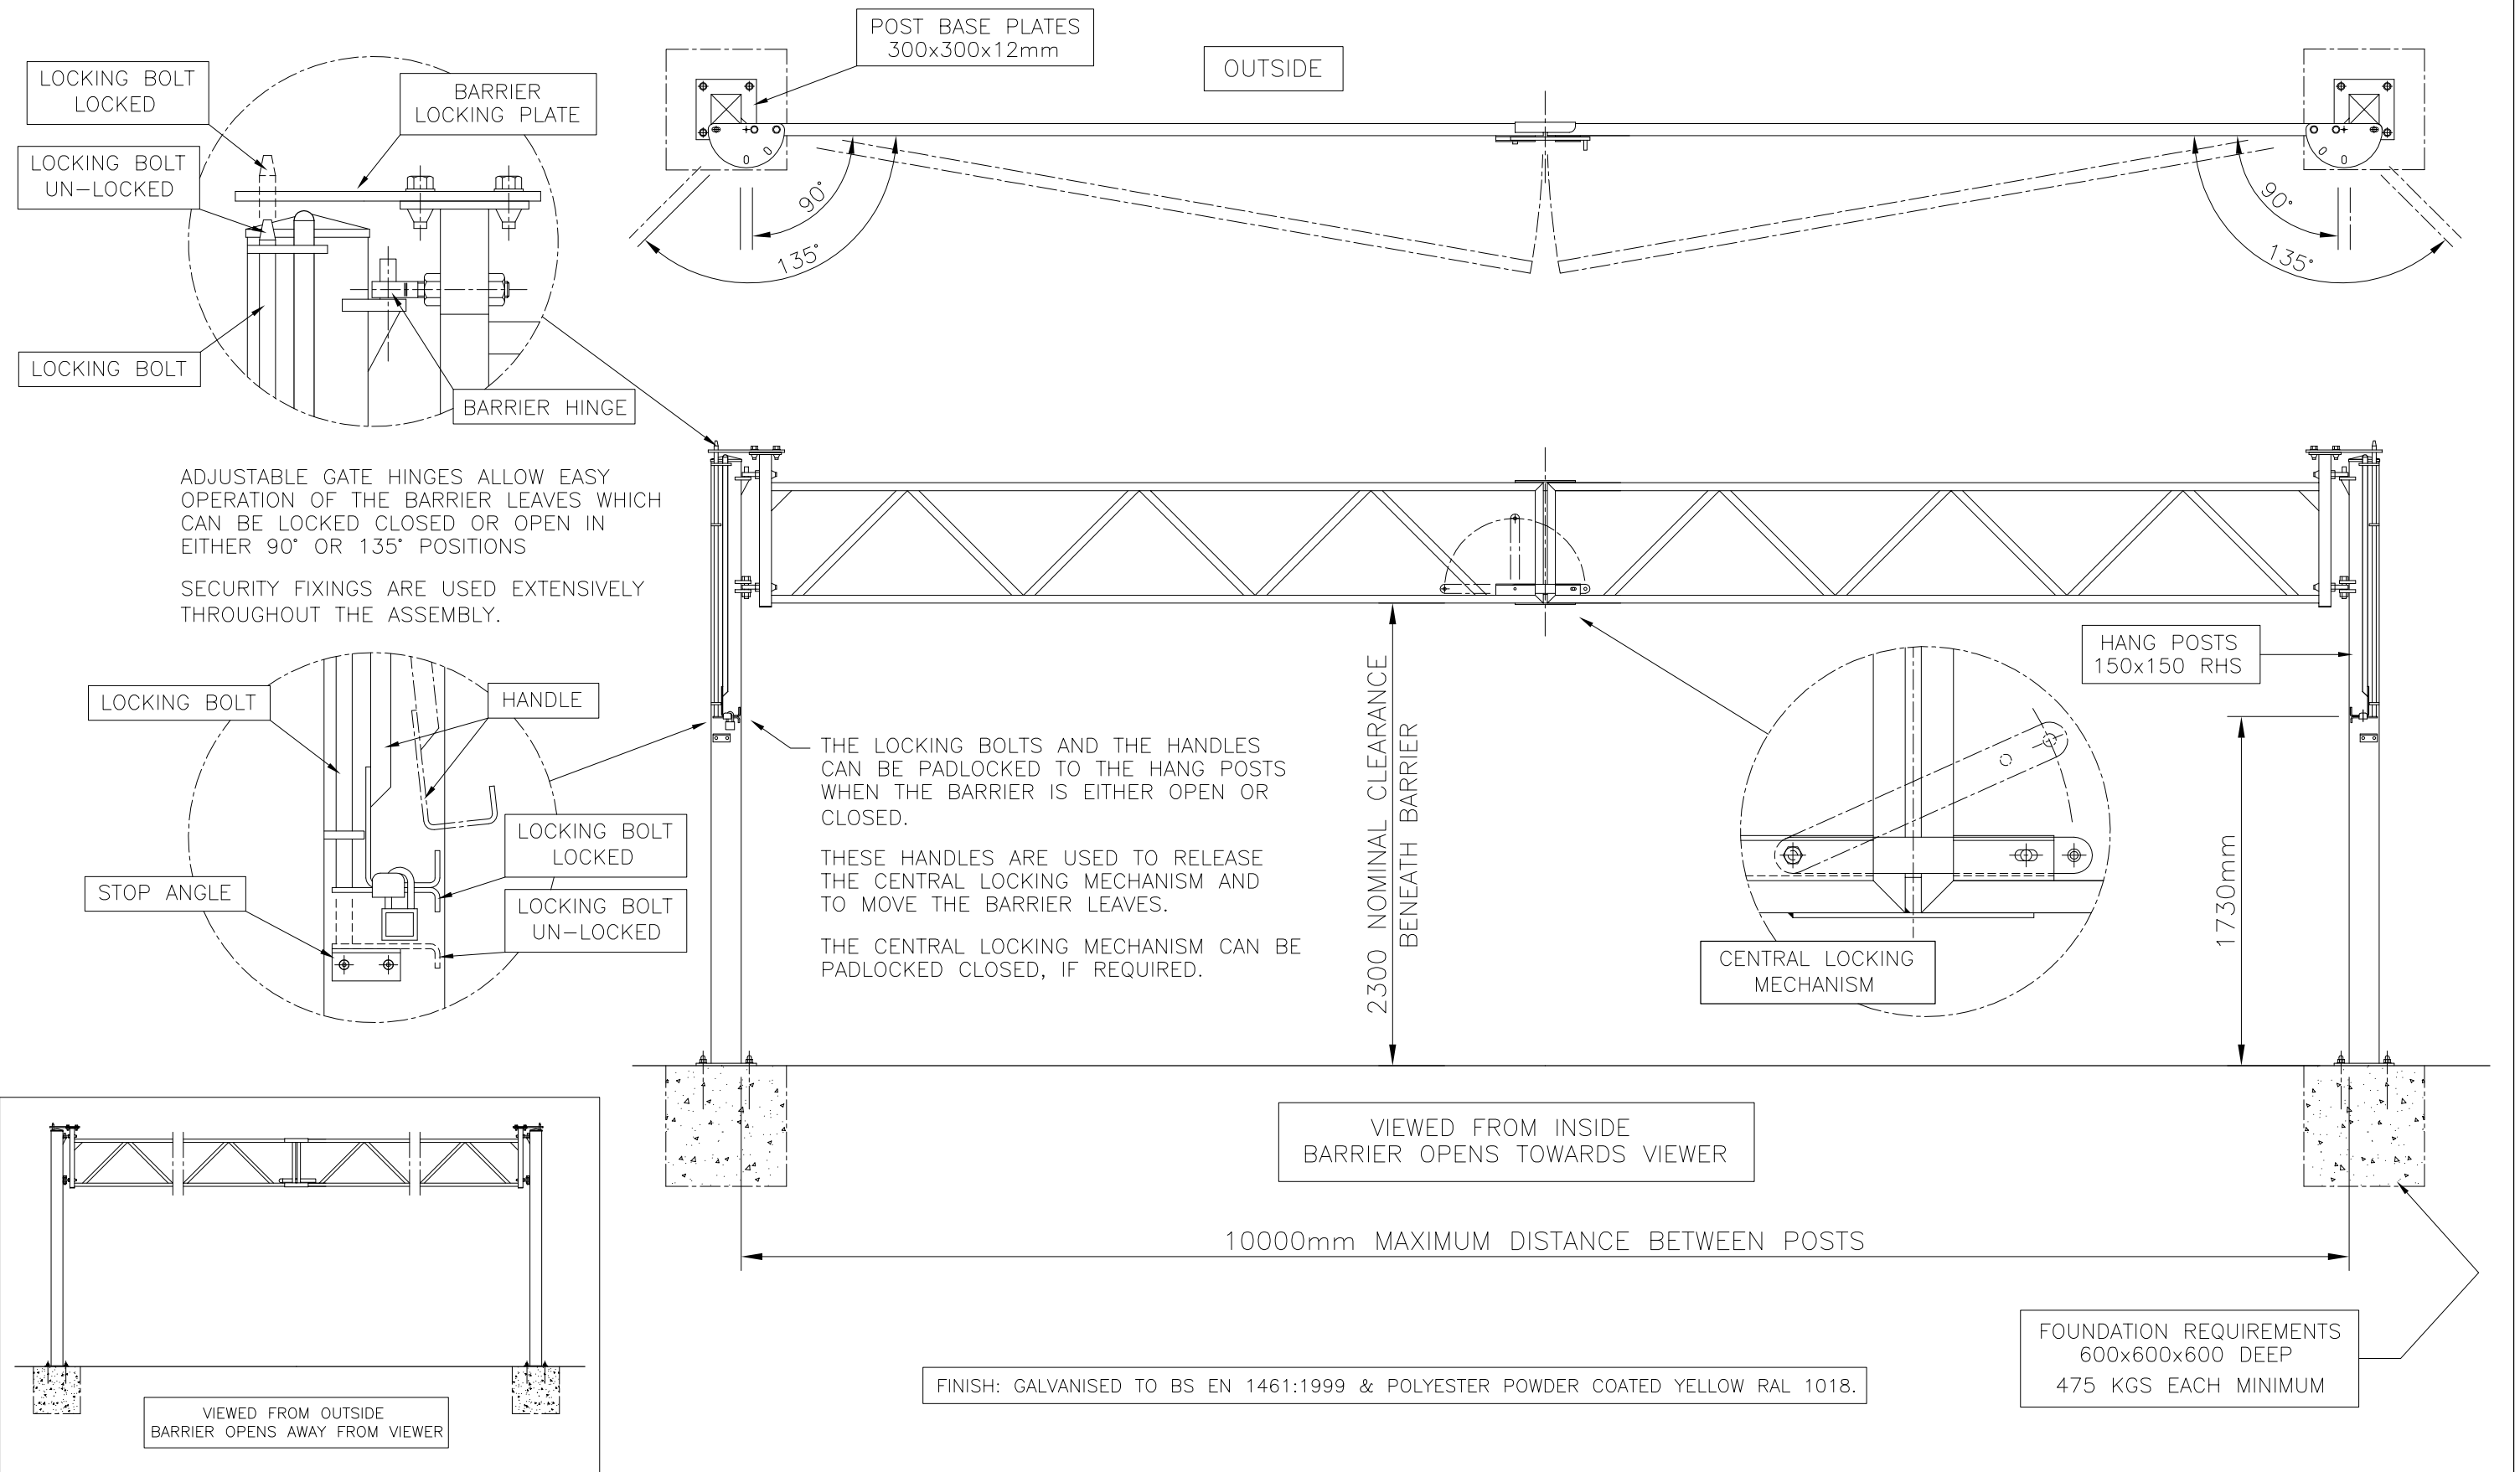 POST BASE PLATES
300x300x12mm
OUTSIDE
LOCKING BOLT
LOCKED
BARRIER
LOCKING PLATE
LOCKING BOLT
UN-LOCKED
LOCKING BOLT
BARRIER HINGE
90°
135°
90°
135°
ADJUSTABLE GATE HINGES ALLOW EASY
OPERATION OF THE BARRIER LEAVES WHICH
CAN BE LOCKED CLOSED OR OPEN IN
EITHER 90° OR 135° POSITIONS
SECURITY FIXINGS ARE USED EXTENSIVELY
THROUGHOUT THE ASSEMBLY.
LOCKING BOLT
HANDLE
LOCKING BOLT
LOCKED
STOP ANGLE
LOCKING BOLT
UN-LOCKED
THE LOCKING BOLTS AND THE HANDLES
CAN BE PADLOCKED TO THE HANG POSTS
WHEN THE BARRIER IS EITHER OPEN OR
CLOSED.
THESE HANDLES ARE USED TO RELEASE
THE CENTRAL LOCKING MECHANISM AND
TO MOVE THE BARRIER LEAVES.
THE CENTRAL LOCKING MECHANISM CAN BE
PADLOCKED CLOSED, IF REQUIRED.
2300 NOMINAL CLEARANCE
BENEATH BARRIER
HANG POSTS
150x150 RHS
CENTRAL LOCKING
MECHANISM
1730mm
VIEWED FROM INSIDE
BARRIER OPENS TOWARDS VIEWER
10000mm MAXIMUM DISTANCE BETWEEN POSTS
FOUNDATION REQUIREMENTS
600x600x600 DEEP
475 KGS EACH MINIMUM
FINISH: GALVANISED TO BS EN 1461:1999 & POLYESTER POWDER COATED YELLOW RAL 1018.
VIEWED FROM OUTSIDE
BARRIER OPENS AWAY FROM VIEWER